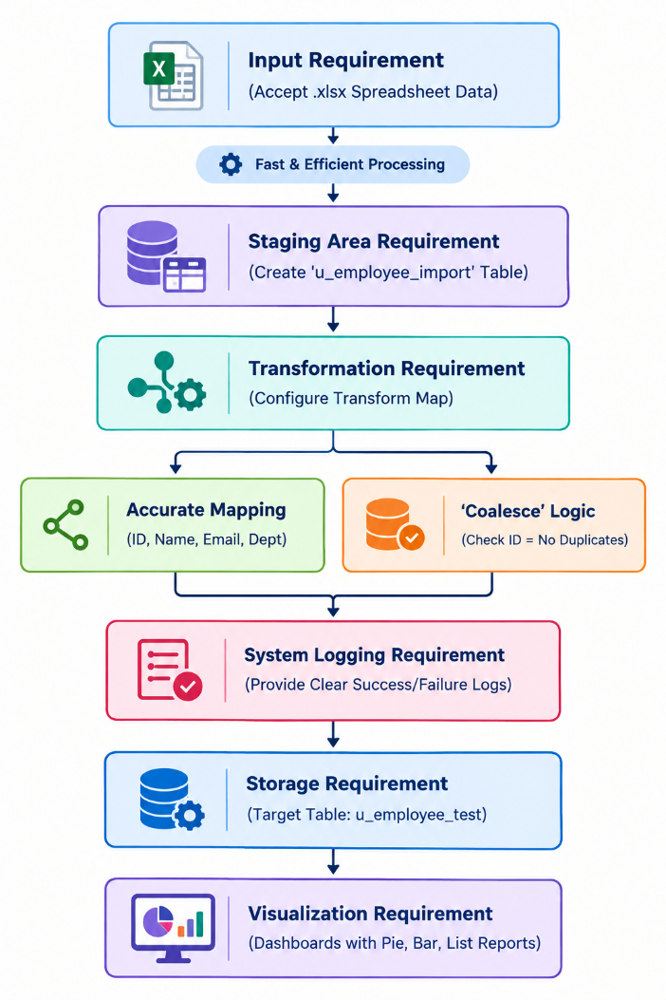 X
Input Requirement
(Accept .xlsx Spreadsheet Data)
Fast & Efficient Processing
Staging Area Requirement
(Create 'u_employee_import' Table)
Transformation Requirement
(Configure Transform Map)
Accurate Mapping
(ID, Name, Email, Dept)
‘Coalesce’ Logic
(Check ID = No Duplicates)
System Logging Requirement
(Provide Clear Success/Failure Logs)
Storage Requirement
(Target Table: u_employee_test)
Visualization Requirement
(Dashboards with Pie, Bar, List Reports)